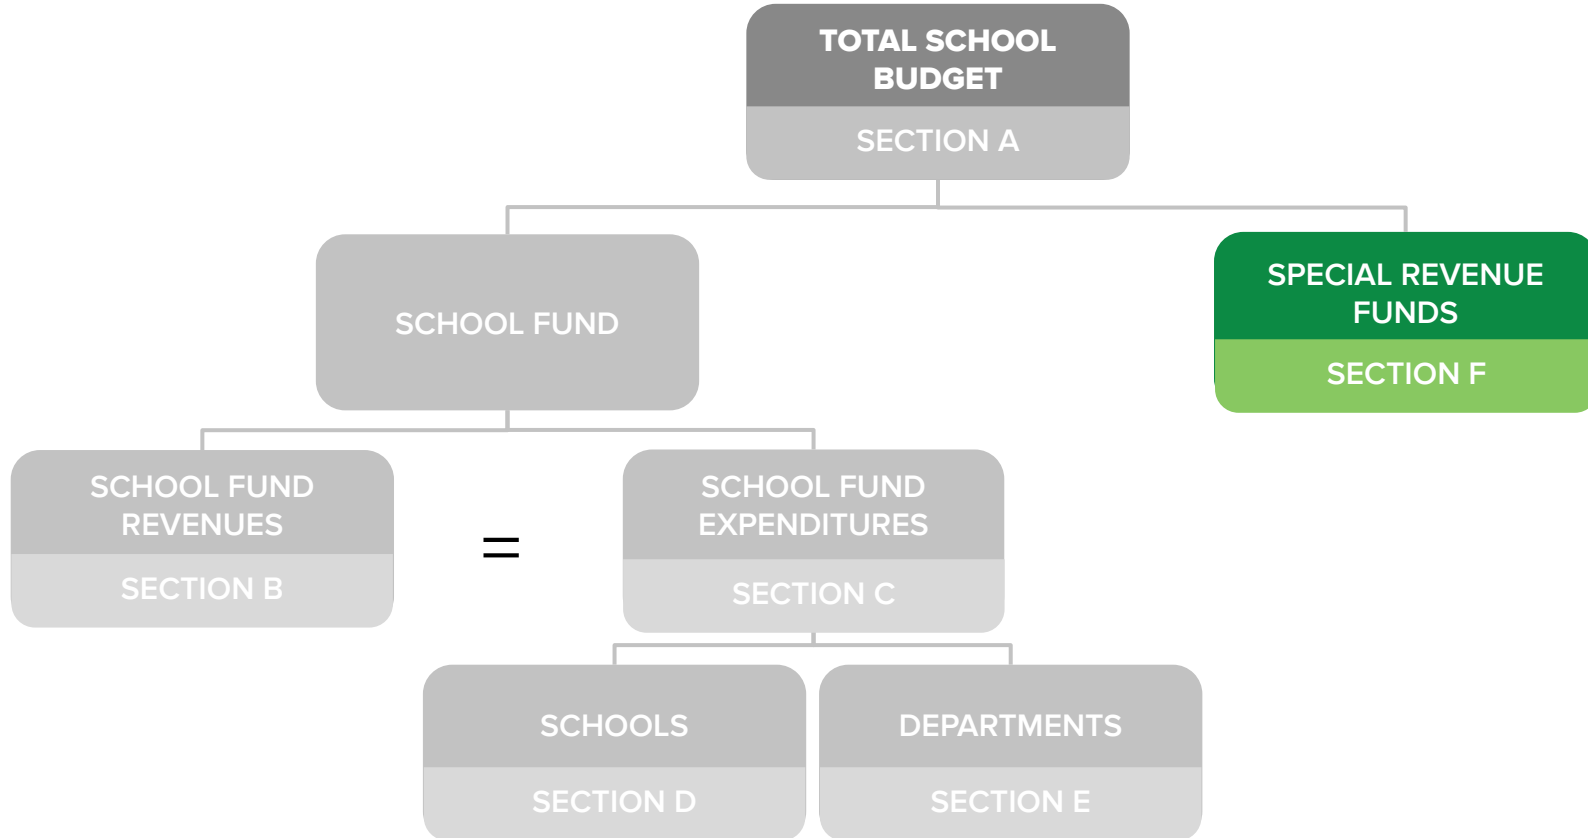 TOTAL SCHOOL
BUDGET
SECTION A
SCHOOL FUND
SPECIAL REVENUE
FUNDS
SECTION F
SCHOOL FUND
REVENUES
SECTION B
=
SCHOOL FUND
EXPENDITURES
SECTION C
SCHOOLS
SECTION D
DEPARTMENTS
SECTION E